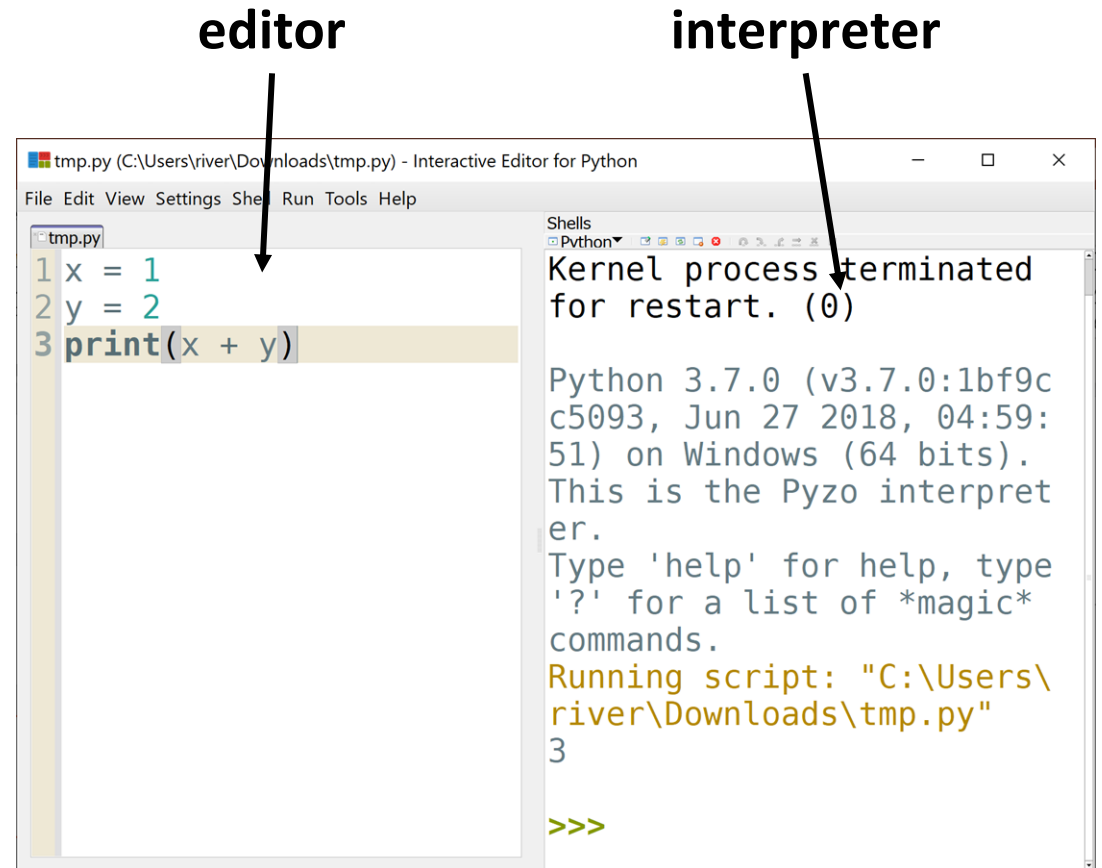 editor interpreter
tmp.py (C:\Users\river\Downloads\tmp.py) - Interactive Editor for Python
File Edit View Settings Shell Run Tools Help
tmp.py
1 x = 1
2 y = 2
3 print(x + y)
Shells
Python
Kernel process terminated
for restart. (0)
Python 3.7.0 (v3.7.0:1bf9c
c5093, Jun 27 2018, 04:59:
51) on Windows (64 bits).
This is the Pyzo interpret
er.
Type 'help' for help, type
'?' for a list of *magic*
commands.
Running script: "C:\Users\
river\Downloads\tmp.py"
3
>>>